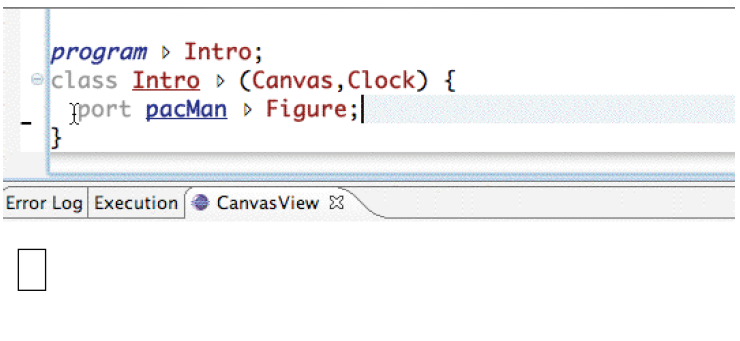 program ▹ Intro;
class Intro ▹ (Canvas,Clock) {
port pacMan ▹ Figure;
}
Error Log Execution CanvasView